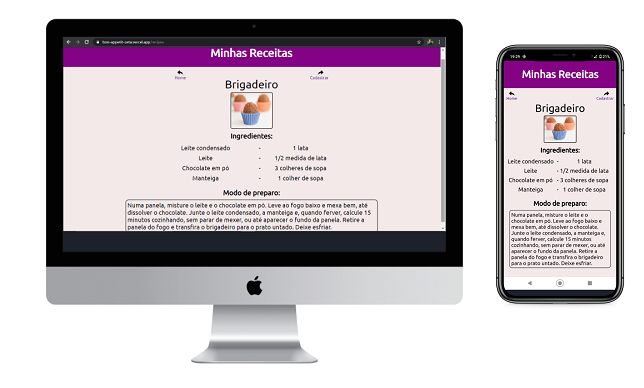 Minhas Receitas
Home
Cadastrar
Brigadeiro
Ingredientes:
Leite condensado - 1 lata
Leite - 1/2 medida de lata
Chocolate em pó - 3 colheres de sopa
Manteiga - 1 colher de sopa
Modo de preparo:
Numa panela, misture o leite e o chocolate em pó. Leve ao fogo baixo e mexa bem, até
dissolver o chocolate. Junte o leite condensado, a manteiga e, quando ferver, calcule 15
minutos cozinhando, sem parar de mexer, ou até aparecer o fundo da panela. Retire a
panela do fogo e transfira o brigadeiro para o prato untado. Deixe esfriar.
19:29
21%
Minhas Receitas
Home
Cadastrar
Brigadeiro
Ingredientes:
Leite condensado - 1 lata
Leite - 1/2 medida de lata
Chocolate em pó - 3 colheres de sopa
Manteiga - 1 colher de sopa
Modo de preparo:
Numa panela, misture o leite e o
chocolate em pó. Leve ao fogo baixo e
mexa bem, até dissolver o chocolate.
Junte o leite condensado, a manteiga e,
quando ferver, calcule 15 minutos
cozinhando, sem parar de mexer, ou até
aparecer o fundo da panela. Retire a
panela do fogo e transfira o brigadeiro
para o prato untado. Deixe esfriar.